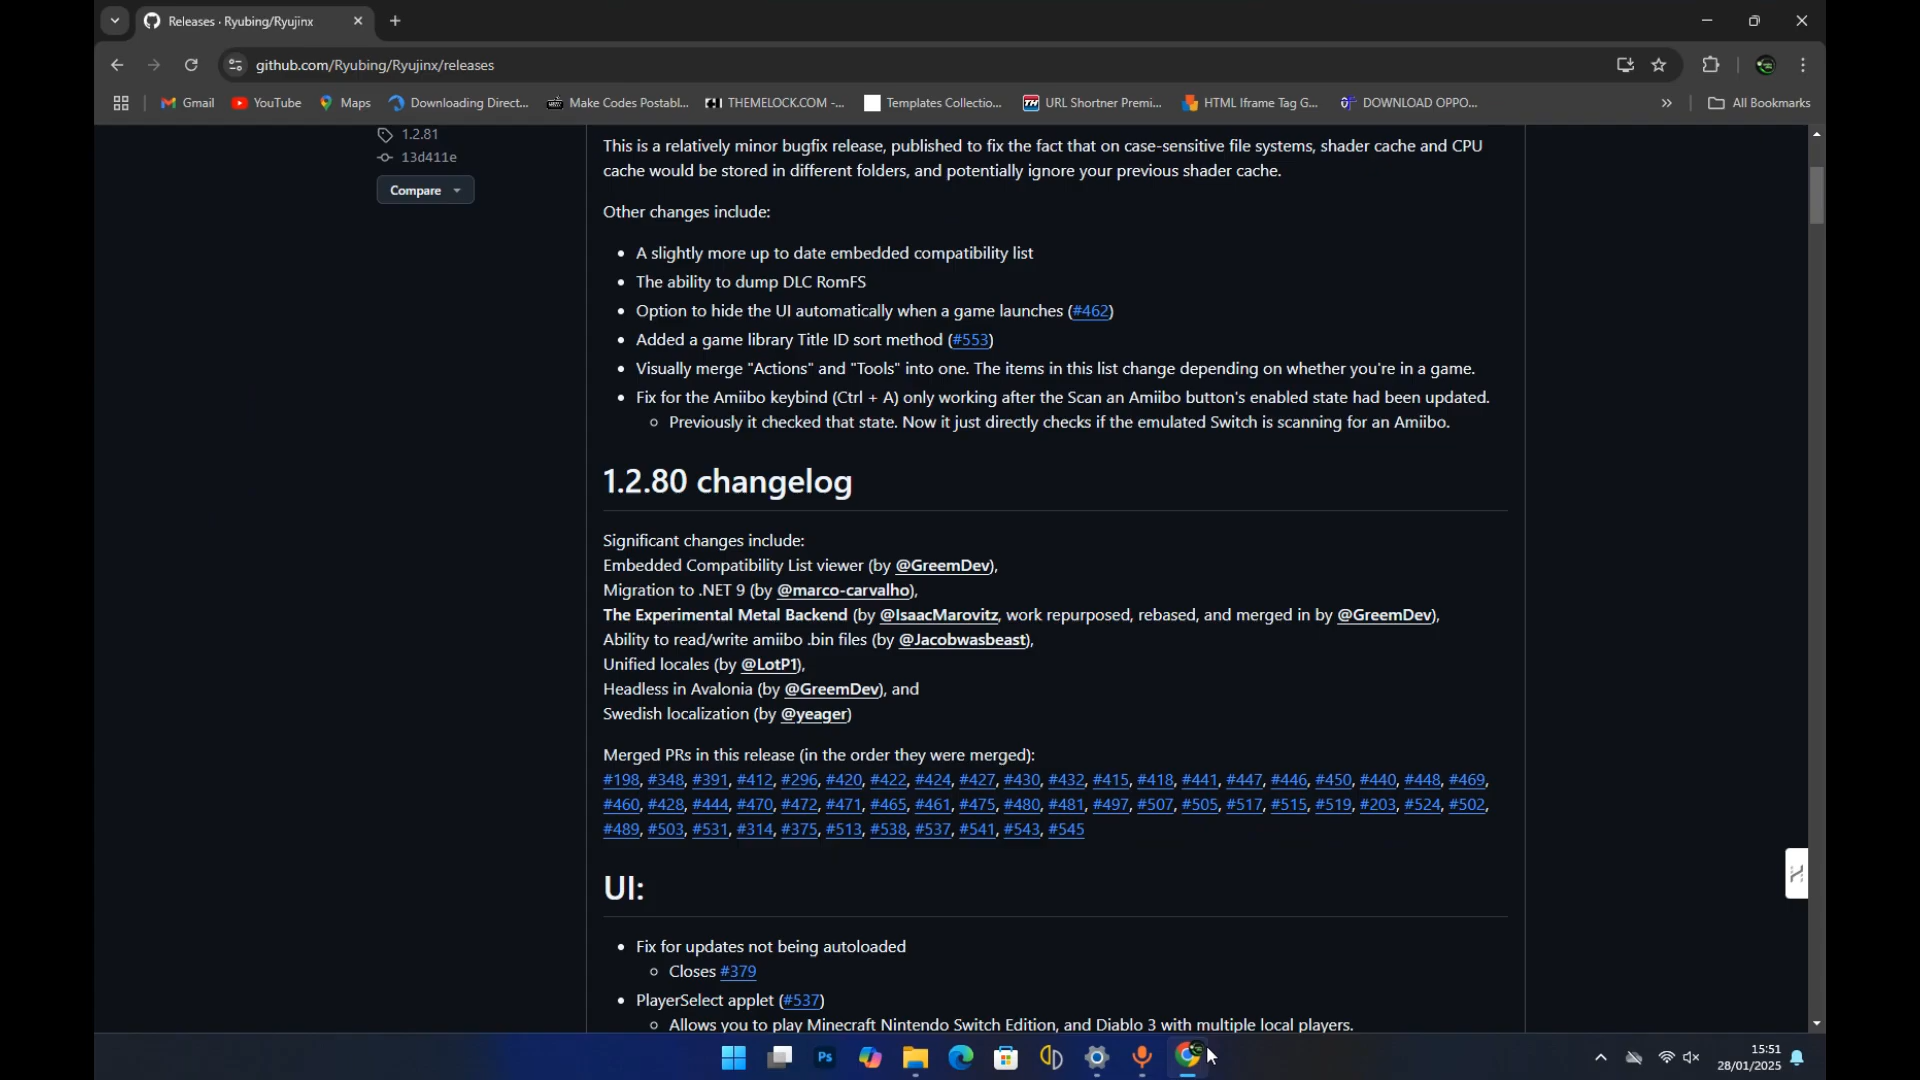 Releases · Ryubing/Ryujinx
github.com/Ryubing/Ryujinx/releases
Gmail YouTube Maps Downloading Direct... Make Codes Postabl... THEMELOCK.COM -... Templates Collectio... URL Shortner Premi... HTML Iframe Tag G... DOWNLOAD OPPO... » All Bookmarks
1.2.81
13d411e
Compare
This is a relatively minor bugfix release, published to fix the fact that on case-sensitive file systems, shader cache and CPU
cache would be stored in different folders, and potentially ignore your previous shader cache.
Other changes include:
• A slightly more up to date embedded compatibility list
• The ability to dump DLC RomFS
• Option to hide the UI automatically when a game launches (#462)
• Added a game library Title ID sort method (#553)
• Visually merge "Actions" and "Tools" into one. The items in this list change depending on whether you're in a game.
• Fix for the Amiibo keybind (Ctrl + A) only working after the Scan an Amiibo button's enabled state had been updated.
◦ Previously it checked that state. Now it just directly checks if the emulated Switch is scanning for an Amiibo.
1.2.80 changelog
Significant changes include:
Embedded Compatibility List viewer (by @GreemDev),
Migration to .NET 9 (by @marco-carvalho),
The Experimental Metal Backend (by @IsaacMarovitz, work repurposed, rebased, and merged in by @GreemDev),
Ability to read/write amiibo .bin files (by @Jacobwasbeast),
Unified locales (by @LotP1),
Headless in Avalonia (by @GreemDev), and
Swedish localization (by @yeager)
Merged PRs in this release (in the order they were merged):
#198, #348, #391, #412, #296, #420, #422, #424, #427, #430, #432, #415, #418, #441, #447, #446, #450, #440, #448, #469,
#460, #428, #444, #470, #472, #471, #465, #461, #475, #480, #481, #497, #507, #505, #517, #515, #519, #203, #524, #502,
#489, #503, #531, #314, #375, #513, #538, #537, #541, #543, #545
UI:
• Fix for updates not being autoloaded
◦ Closes #379
• PlayerSelect applet (#537)
◦ Allows you to play Minecraft Nintendo Switch Edition, and Diablo 3 with multiple local players.
Ps
15:51
28/01/2025